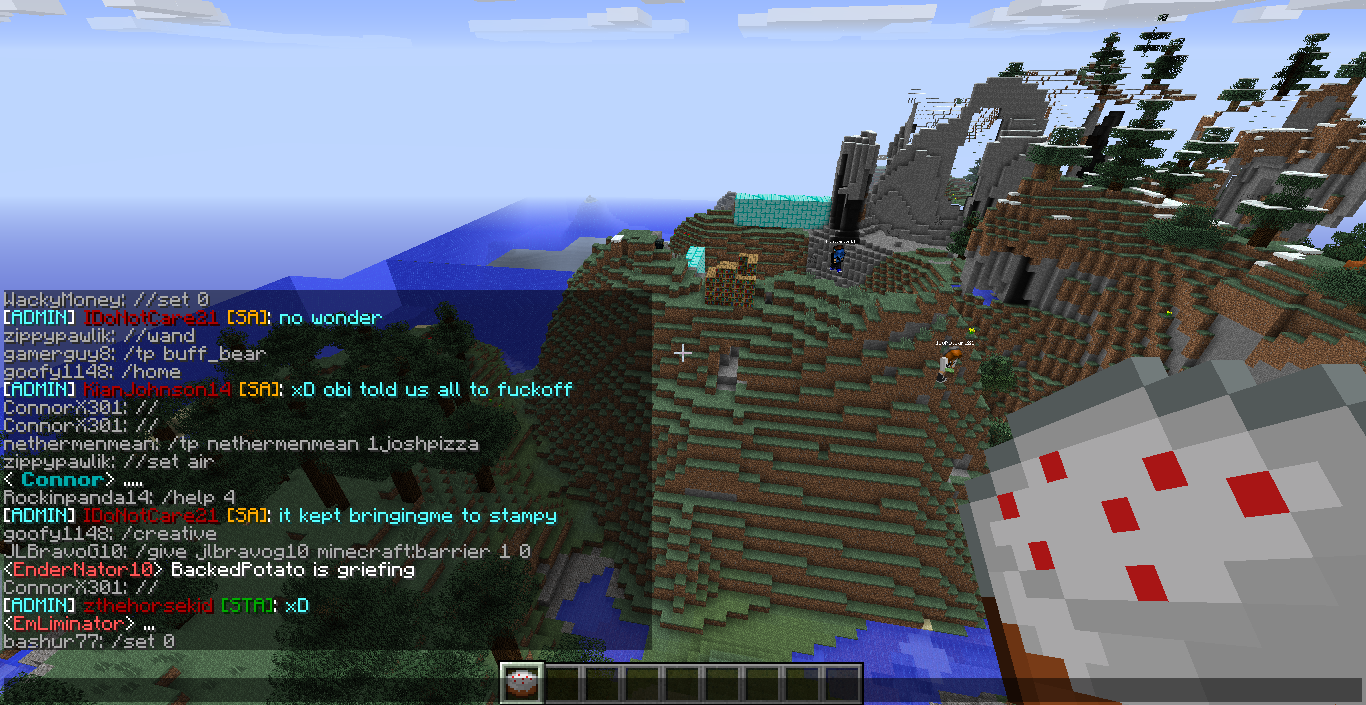 WackyMoney: //set 0
[ADMIN] IDoNotCare21 [SA]: no wonder
zippypawlik: //wand
gamerguy8: /tp buff_bear
goofy1148: /home
[ADMIN] KianJohnson14 [SA]: xD obi told us all to fuckoff
ConnorX301: //
ConnorX301: //
nethermenmean: /tp nethermenmean 1joshpizza
zippypawlik: //set air
< Connor> .....
Rockinpanda14: /help 4
[ADMIN] IDoNotCare21 [SA]: it kept bringingme to stampy
goofy1148: /creative
JLBravoG10: /give jlbravog10 minecraft:barrier 1 0
<EnderNator10> BackedPotato is griefing
ConnorX301: //
[ADMIN] zthehorsekid [STA]: xD
<EmLiminator> ...
bashur77: /set 0